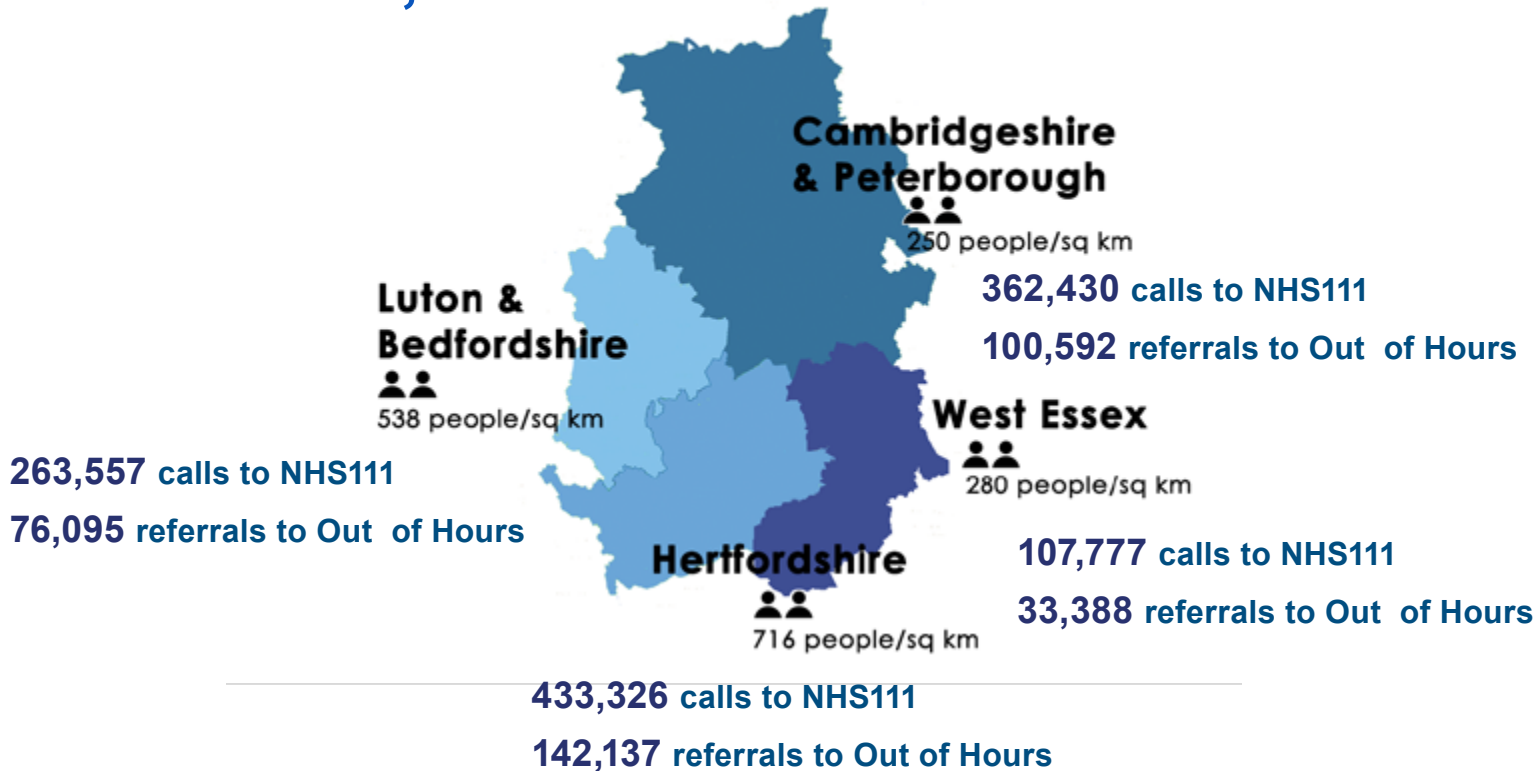 Cambridgeshire
& Peterborough
250 people/sq km
362,430 calls to NHS111
100,592 referrals to Out of Hours
Luton &
Bedfordshire
538 people/sq km
263,557 calls to NHS111
76,095 referrals to Out of Hours
West Essex
280 people/sq km
107,777 calls to NHS111
33,388 referrals to Out of Hours
Hertfordshire
716 people/sq km
433,326 calls to NHS111
142,137 referrals to Out of Hours